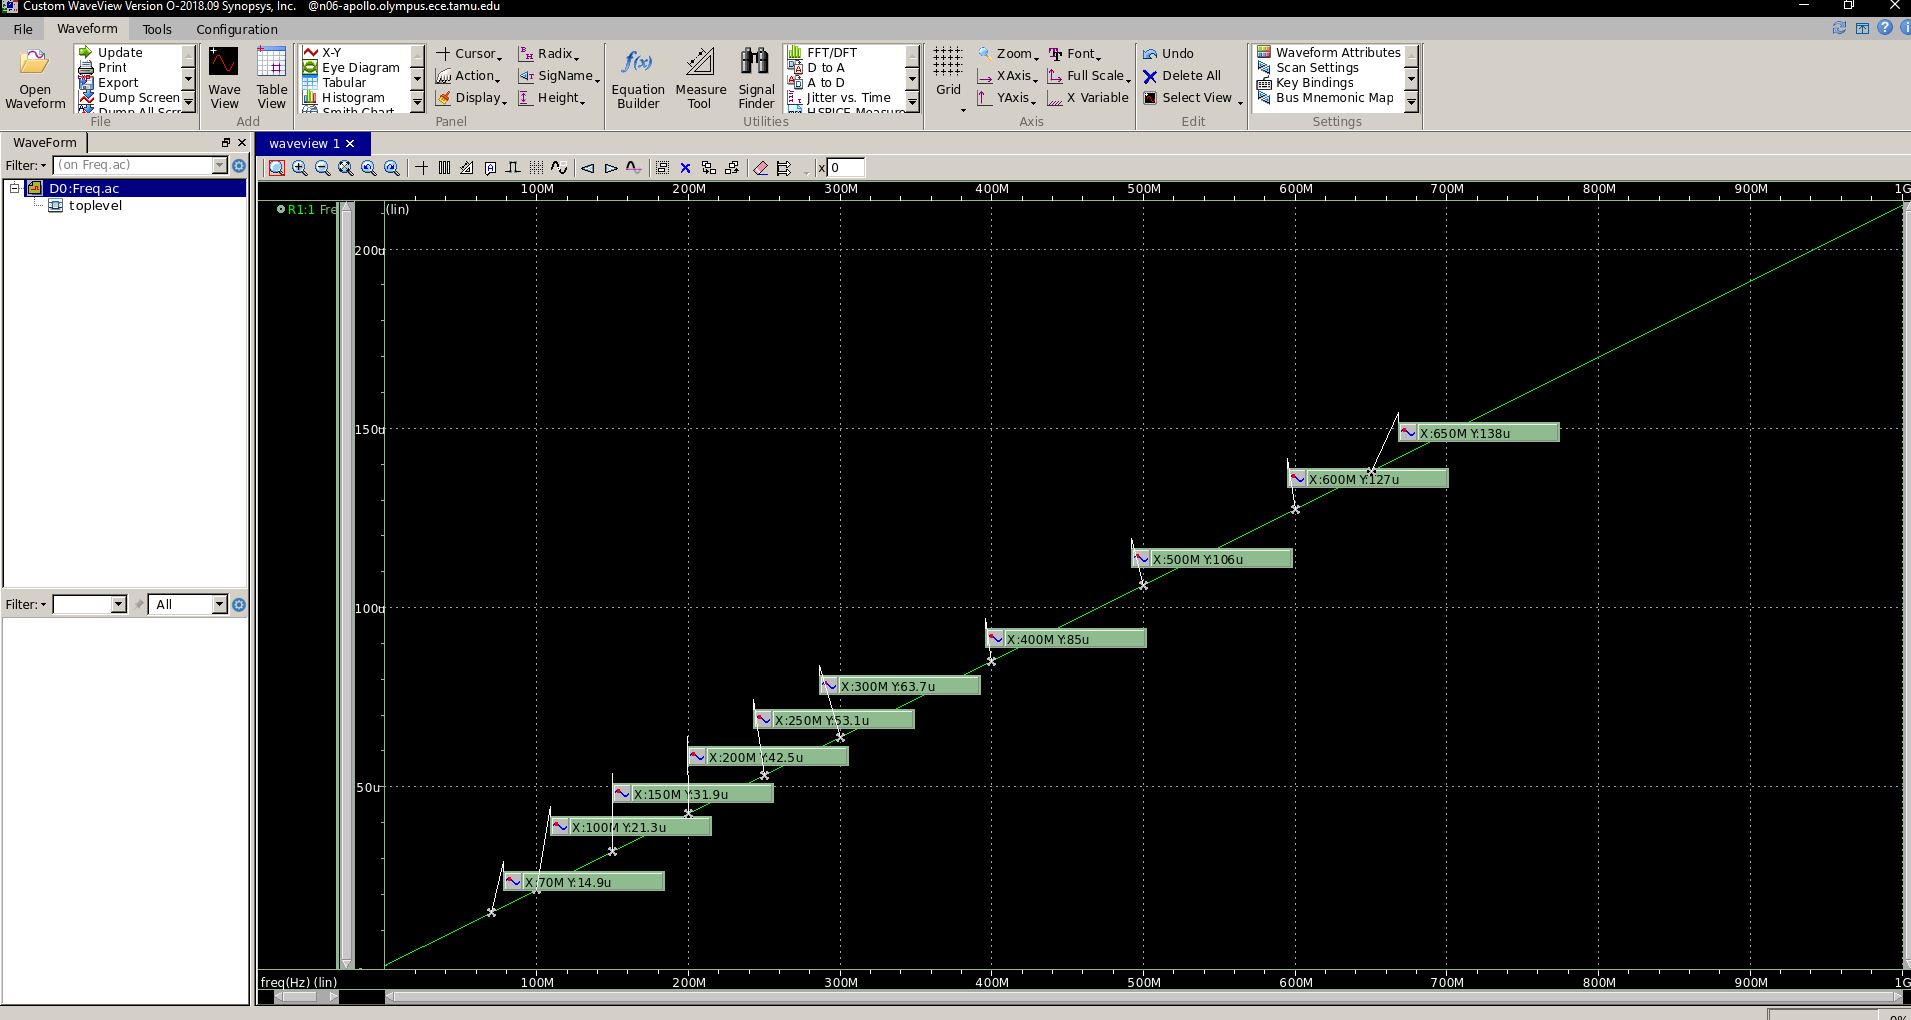 Custom WaveView Version O-2018.09 Synopsys, Inc. @n06-apollo.olympus.ece.tamu.edu
File Waveform Tools Configuration
Open Waveform
Update
Print
Export
Dump Screen
File
Wave View
Table View
Add
X-Y
Eye Diagram
Tabular
Histogram
Smith Chart
Cursor
Action
Display
Radix
SigName
Height
Panel
Equation Builder
Measure Tool
Signal Finder
FFT/DFT
D to A
A to D
Jitter vs. Time
Utilities
Grid
Zoom
XAxis
YAxis
Font
Full Scale
X Variable
Axis
Undo
Delete All
Select View
Edit
Waveform Attributes
Scan Settings
Key Bindings
Bus Mnemonic Map
Settings
WaveForm
Filter: (on Freq.ac)
D0:Freq.ac
toplevel
Filter: All
waveview 1
x 0
100M 200M 300M 400M 500M 600M 700M 800M 900M 1G
R1:1 Fre
(lin)
200u
150u
X:650M Y:138u
X:600M Y:127u
X:500M Y:106u
100u
X:400M Y:85u
X:300M Y:63.7u
X:250M Y:53.1u
X:200M Y:42.5u
50u
X:150M Y:31.9u
X:100M Y:21.3u
X:70M Y:14.9u
freq(Hz) (lin) 100M 200M 300M 400M 500M 600M 700M 800M 900M 1G
0%